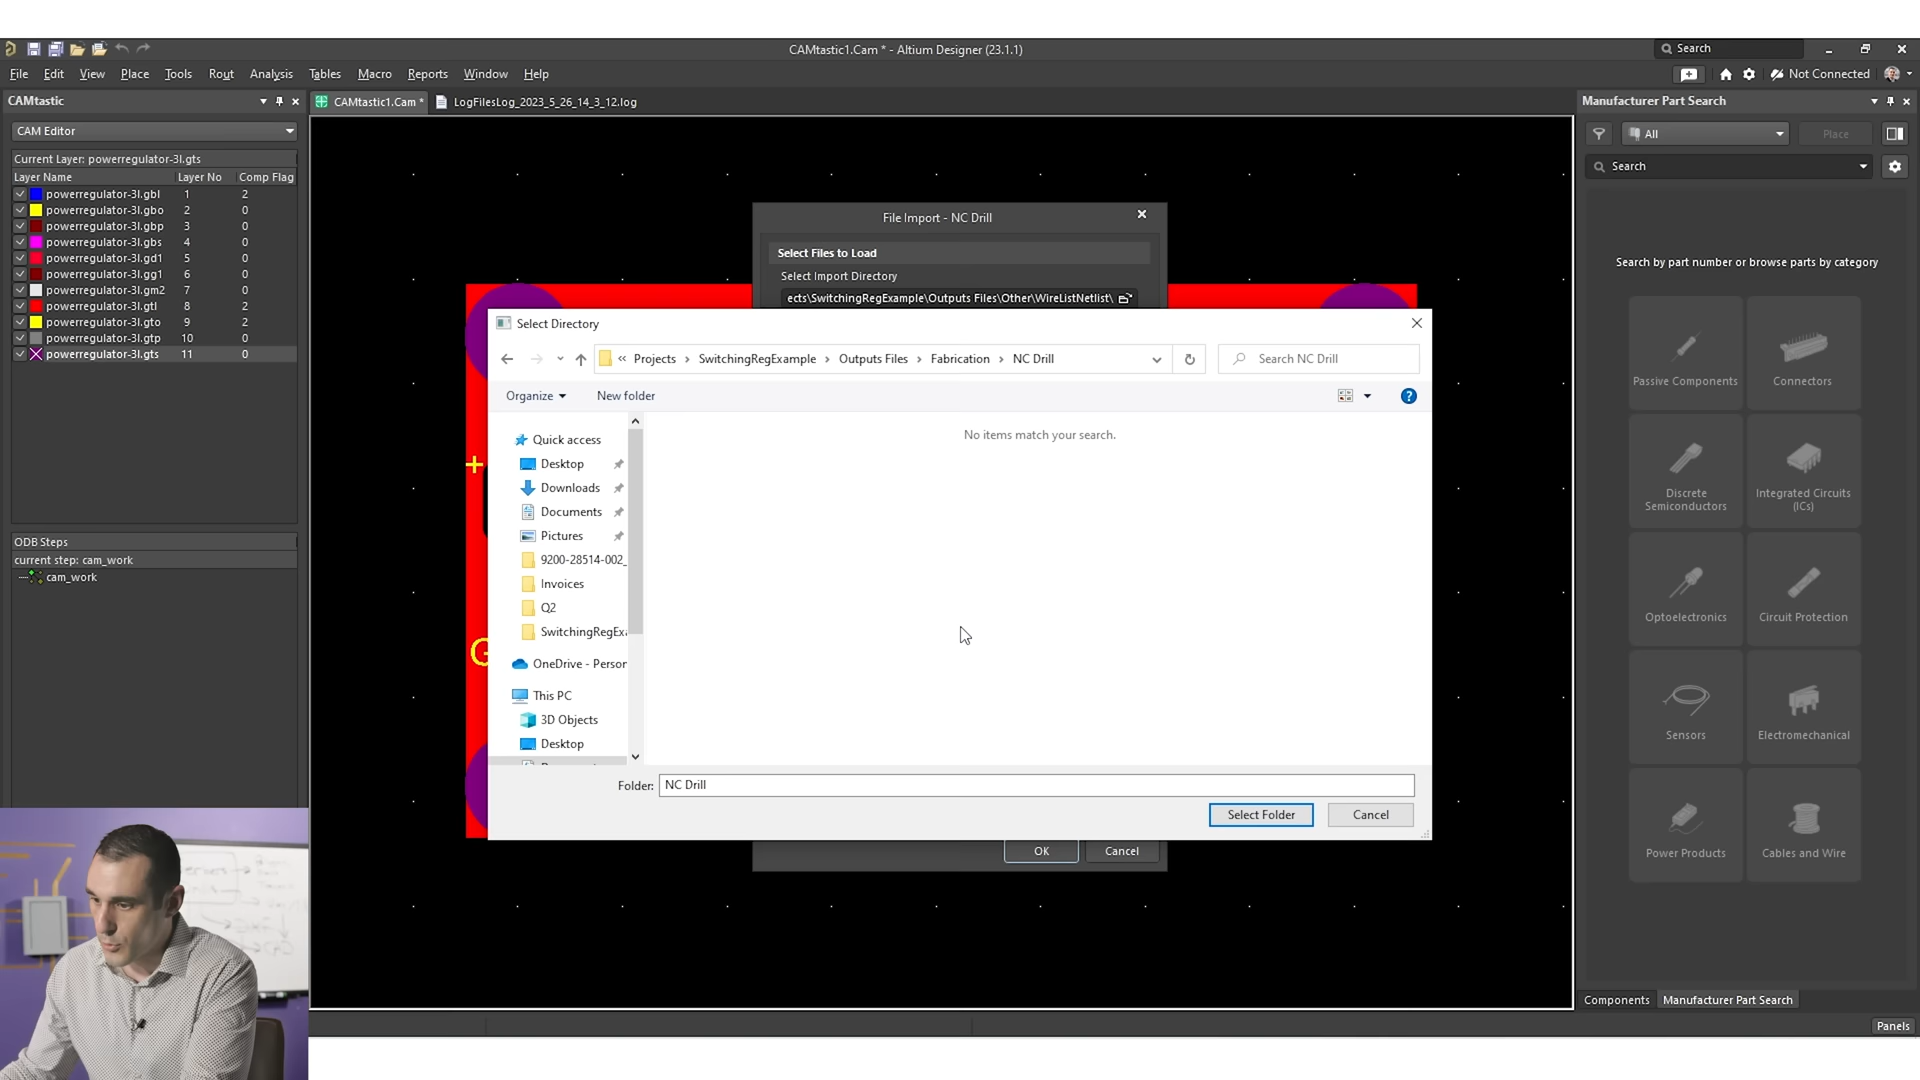 CAMtastic1.Cam * - Altium Designer (23.1.1)
Search
File Edit View Place Tools Rout Analysis Tables Macro Reports Window Help
Not Connected
CAMtastic
CAMtastic1.Cam *
LogFilesLog_2023_5_26_14_3_12.log
Manufacturer Part Search
CAM Editor
All
Place
Search
Current Layer: powerregulator-3l.gts
Layer Name Layer No Comp Flag
powerregulator-3l.gbl 1 2
powerregulator-3l.gbo 2 0
powerregulator-3l.gbp 3 0
powerregulator-3l.gbs 4 0
powerregulator-3l.gd1 5 0
powerregulator-3l.gg1 6 0
powerregulator-3l.gm2 7 0
powerregulator-3l.gtl 8 2
powerregulator-3l.gto 9 2
powerregulator-3l.gtp 10 0
powerregulator-3l.gts 11 0
ODB Steps
current step: cam_work
cam_work
File Import - NC Drill
Select Files to Load
Select Import Directory
ects\SwitchingRegExample\Outputs Files\Other\WireListNetlist\
Select Directory
« Projects › SwitchingRegExample › Outputs Files › Fabrication › NC Drill
Search NC Drill
Organize
New folder
?
No items match your search.
Quick access
Desktop
Downloads
Documents
Pictures
9200-28514-002_
Invoices
Q2
SwitchingRegEx
OneDrive - Person
This PC
3D Objects
Desktop
Folder: NC Drill
Select Folder
Cancel
OK
Cancel
+
G
Search by part number or browse parts by category
Passive Components
Connectors
Discrete Semiconductors
Integrated Circuits (ICs)
Optoelectronics
Circuit Protection
Sensors
Electromechanical
Power Products
Cables and Wire
Components
Manufacturer Part Search
Panels